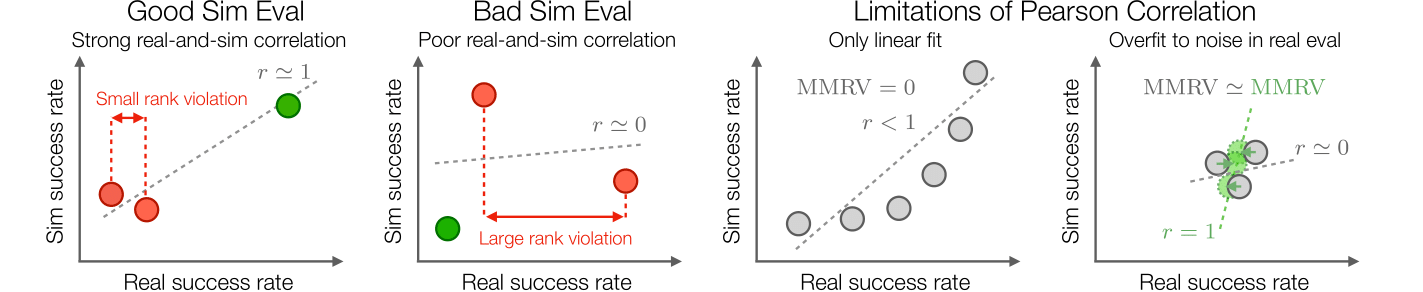 Good Sim Eval
Strong real-and-sim correlation
r ≃ 1
Small rank violation
Sim success rate
Real success rate
Bad Sim Eval
Poor real-and-sim correlation
r ≃ 0
Large rank violation
Sim success rate
Real success rate
Limitations of Pearson Correlation
Only linear fit
MMRV = 0
r < 1
Sim success rate
Real success rate
Overfit to noise in real eval
MMRV ≃ MMRV
r ≃ 0
r = 1
Sim success rate
Real success rate